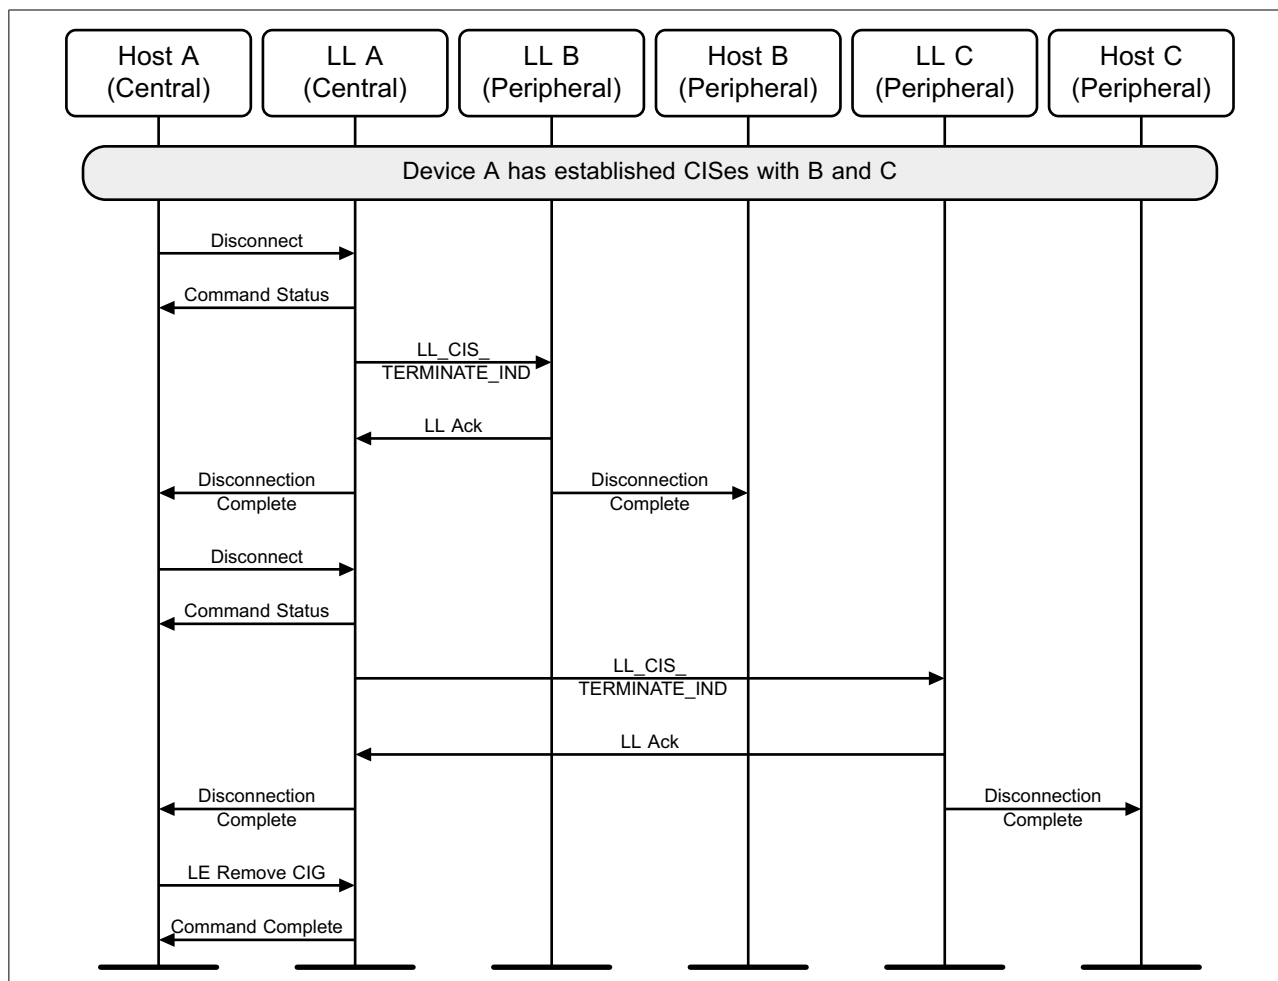 Host A
(Central)
LL A
(Central)
LL B
(Peripheral)
Host B
(Peripheral)
LL C
(Peripheral)
Host C
(Peripheral)
Device A has established CISes with B and C
Disconnect
Command Status
LL_CIS_
TERMINATE_IND
LL Ack
Disconnection
Complete
Disconnection
Complete
Disconnect
Command Status
LL_CIS_
TERMINATE_IND
LL Ack
Disconnection
Complete
Disconnection
Complete
LE Remove CIG
Command Complete